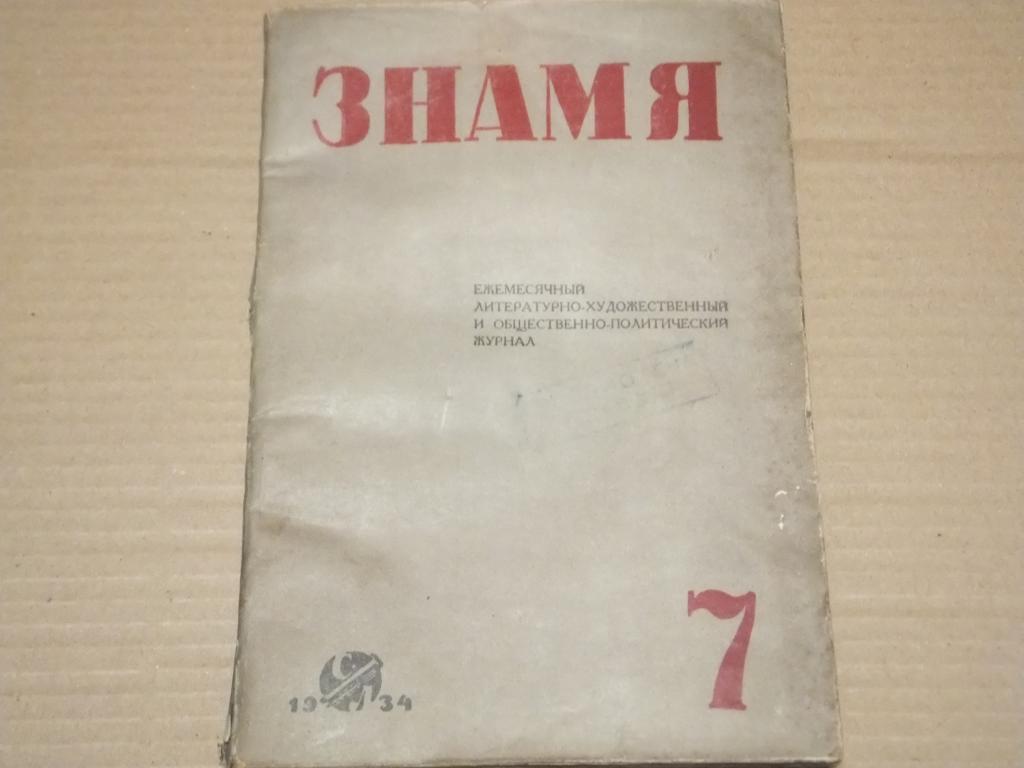 ЗНАМЯ
ЕЖЕМЕСЯЧНЫЙ
ЛИТЕРАТУРНО-ХУДОЖЕСТВЕННЫЙ
И ОБЩЕСТВЕННО-ПОЛИТИЧЕСКИЙ
ЖУРНАЛ
7
19 34